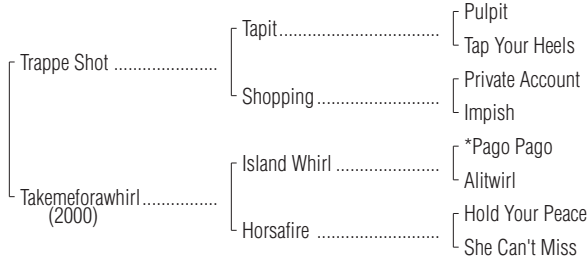 Pulpit
Tapit
Tap Your Heels
Trappe Shot
Private Account
Shopping
Impish
*Pago Pago
Island Whirl
Alitwirl
Takemeforawhirl
(2000)
Hold Your Peace
Horsafire
She Can't Miss